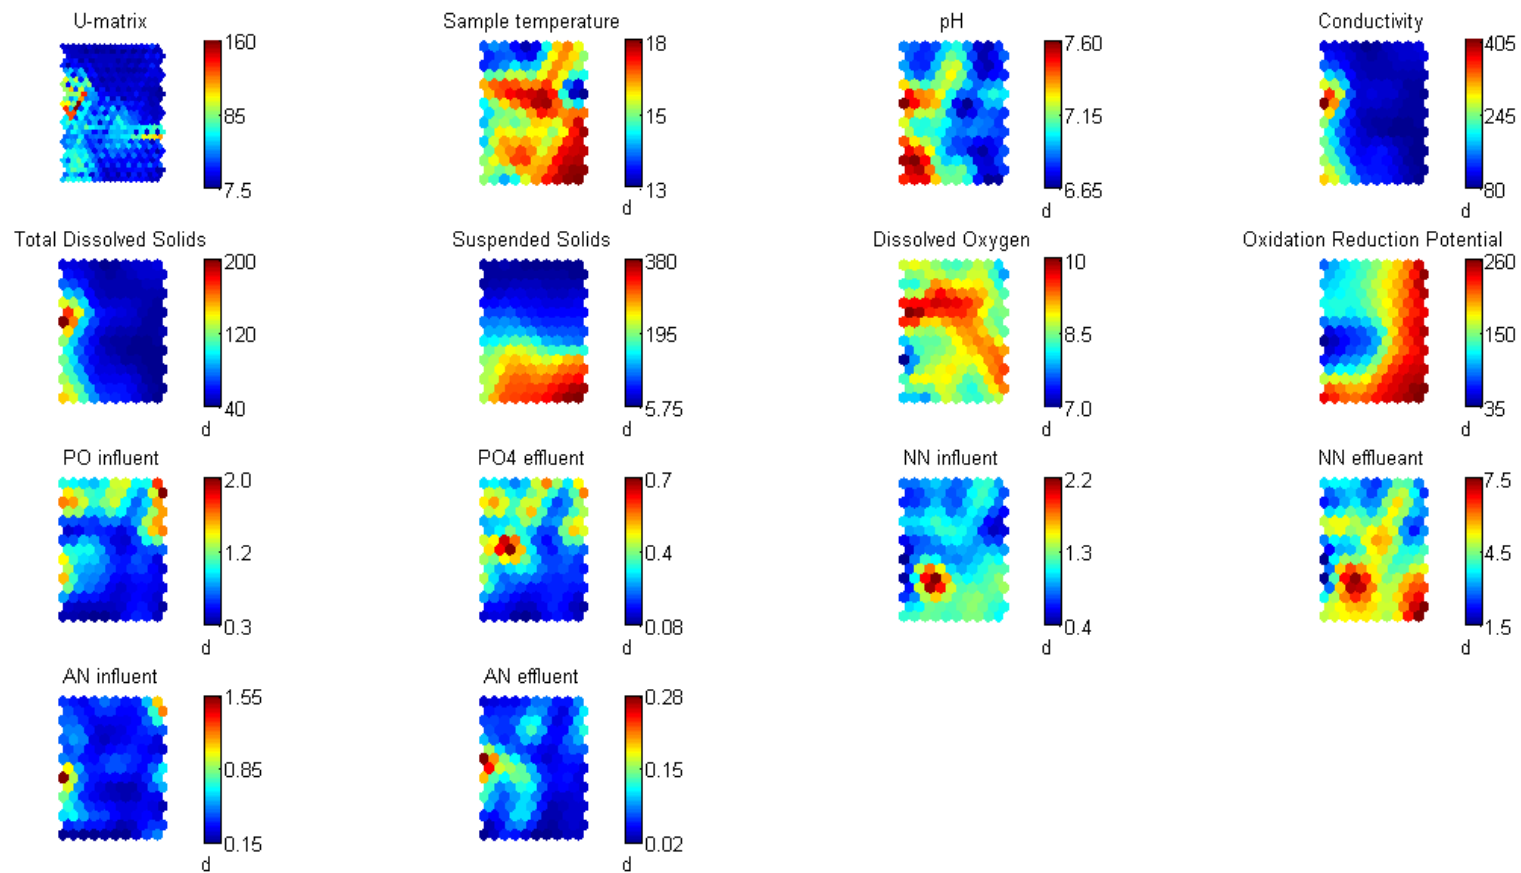 U-matrix
160
85
7.5
Sample temperature
18
15
13
d
pH
7.60
7.15
6.65
d
Conductivity
405
245
80
d
Total Dissolved Solids
200
120
40
d
Suspended Solids
380
195
5.75
d
Dissolved Oxygen
10
8.5
7.0
d
Oxidation Reduction Potential
260
150
35
d
PO influent
2.0
1.2
0.3
d
PO4 effluent
0.7
0.4
0.08
d
NN influent
2.2
1.3
0.4
d
NN efflueant
7.5
4.5
1.5
d
AN influent
1.55
0.85
0.15
d
AN effluent
0.28
0.15
0.02
d